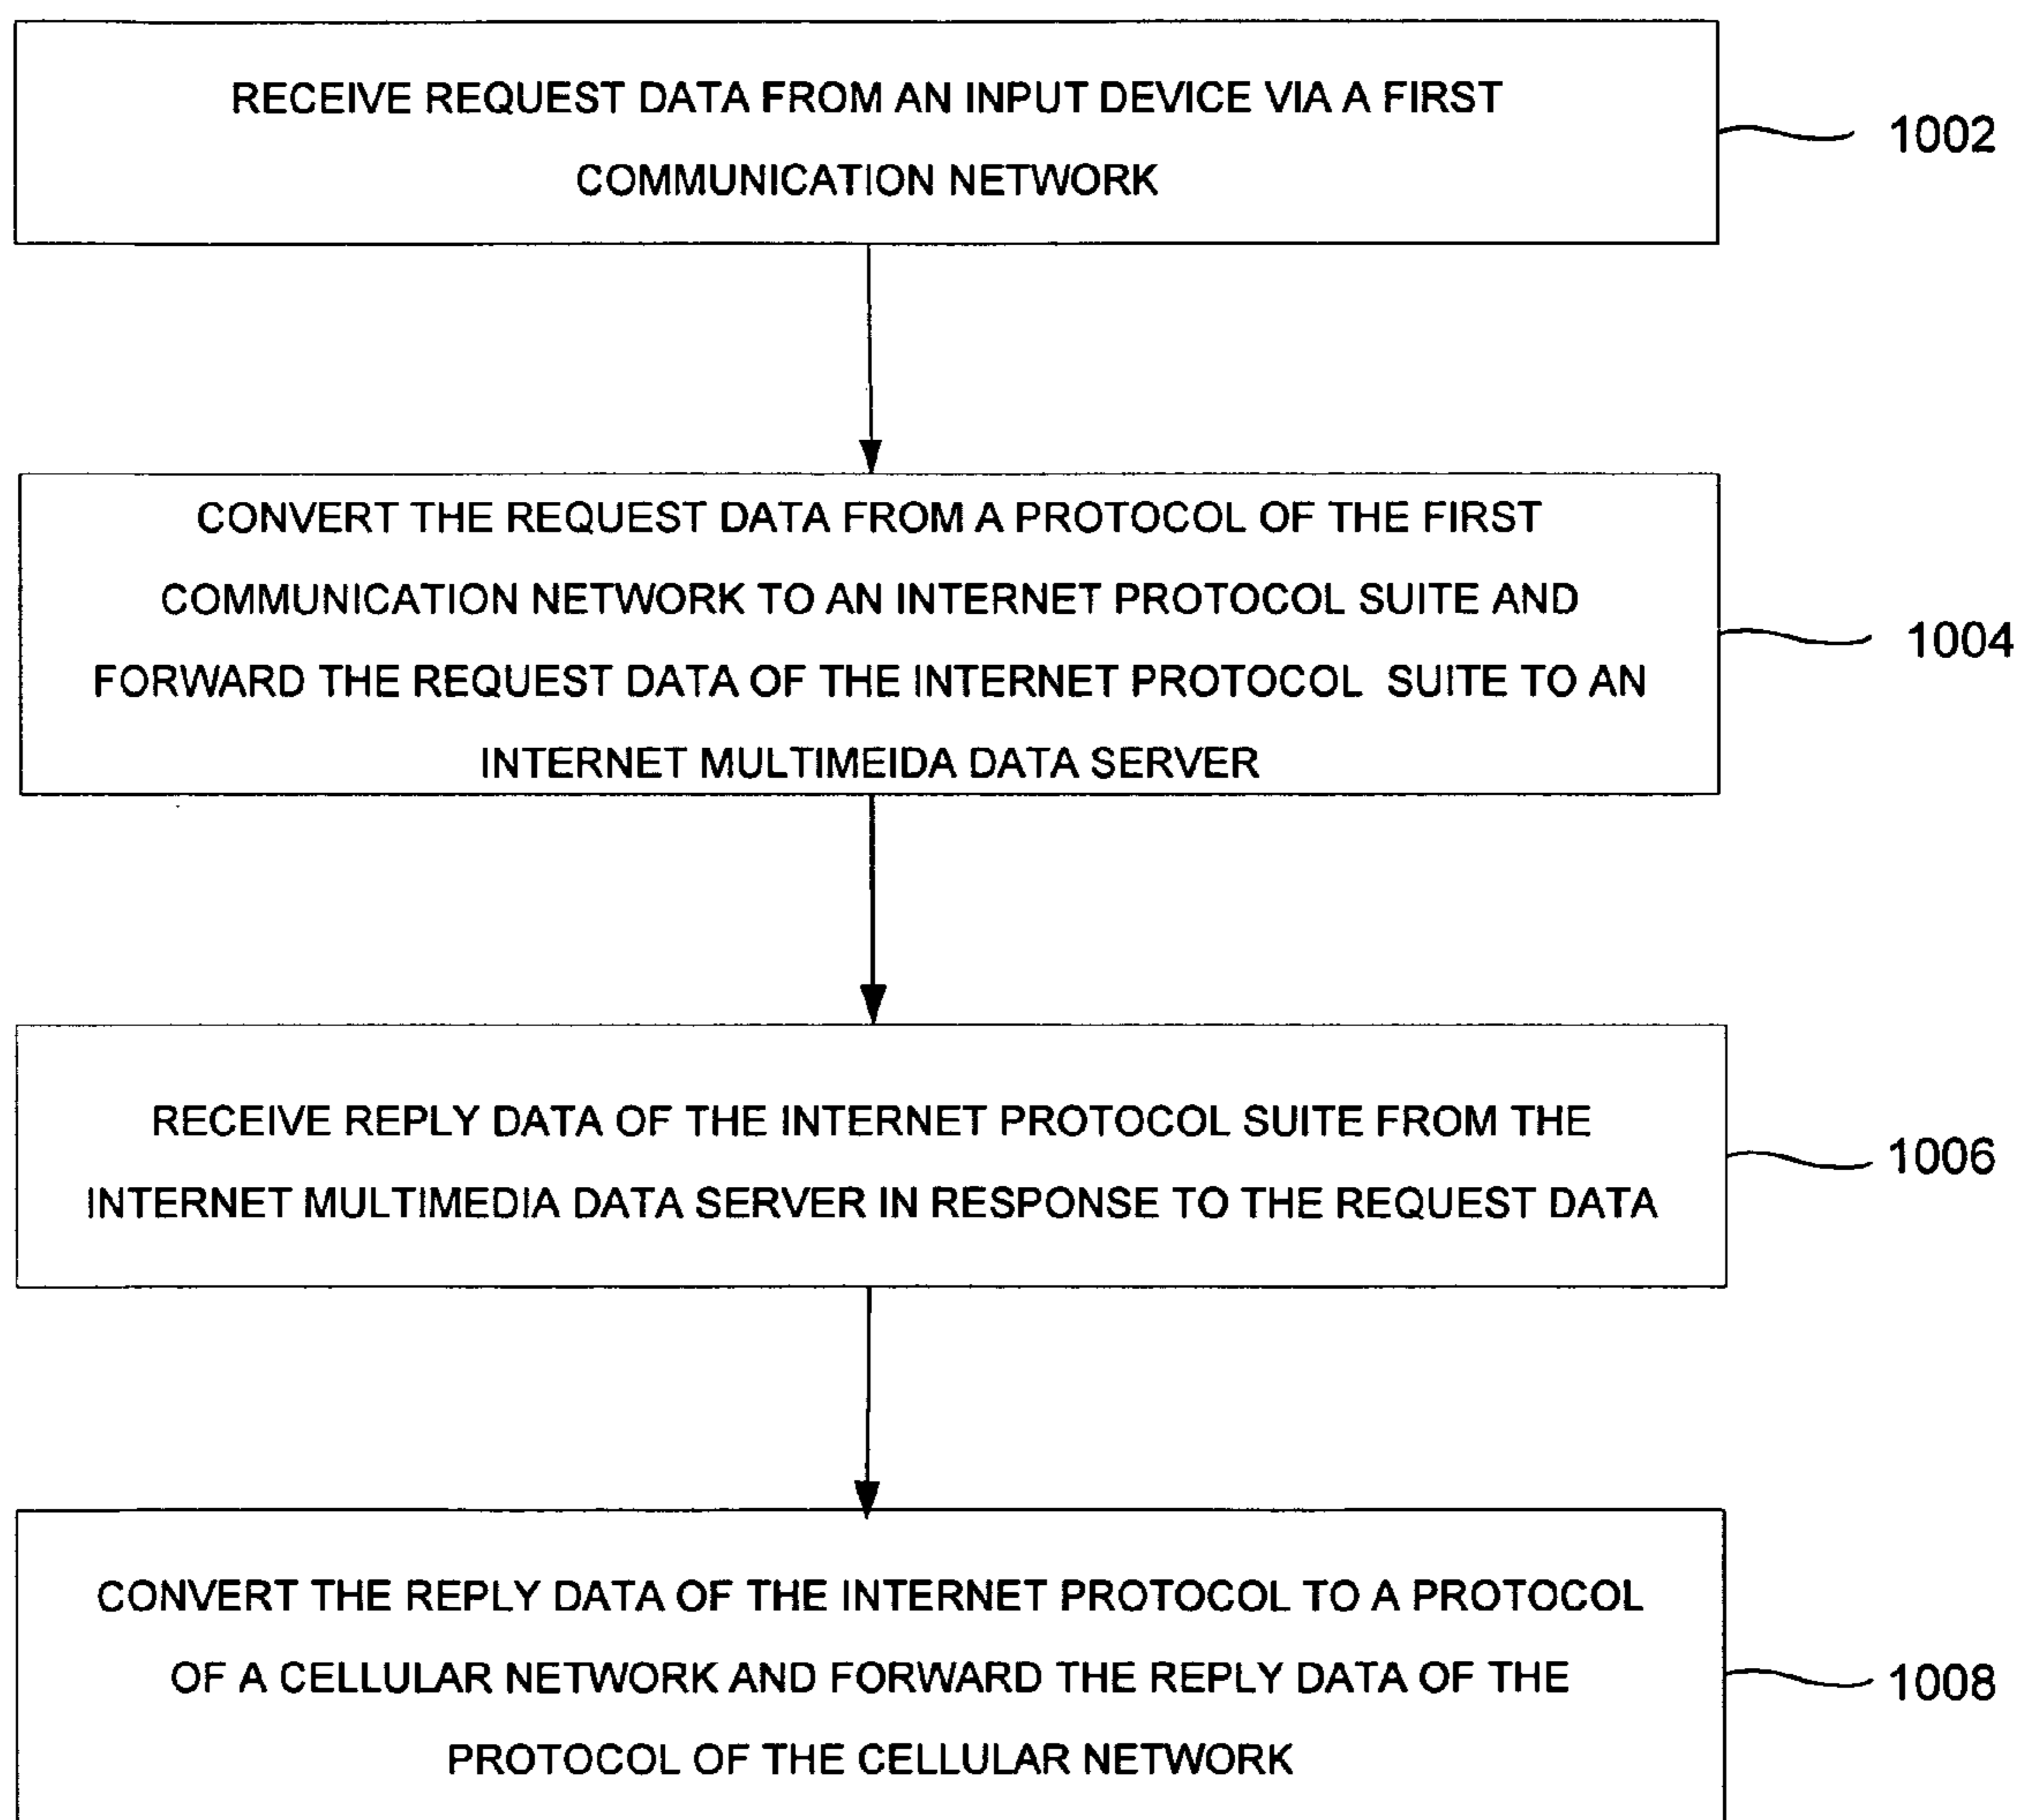 RECEIVE REQUEST DATA FROM AN INPUT DEVICE VIA A FIRST
COMMUNICATION NETWORK
1002
CONVERT THE REQUEST DATA FROM A PROTOCOL OF THE FIRST
COMMUNICATION NETWORK TO AN INTERNET PROTOCOL SUITE AND
FORWARD THE REQUEST DATA OF THE INTERNET PROTOCOL SUITE TO AN
INTERNET MULTIMEIDA DATA SERVER
1004
RECEIVE REPLY DATA OF THE INTERNET PROTOCOL SUITE FROM THE
INTERNET MULTIMEDIA DATA SERVER IN RESPONSE TO THE REQUEST DATA
1006
CONVERT THE REPLY DATA OF THE INTERNET PROTOCOL TO A PROTOCOL
OF A CELLULAR NETWORK AND FORWARD THE REPLY DATA OF THE
PROTOCOL OF THE CELLULAR NETWORK
1008